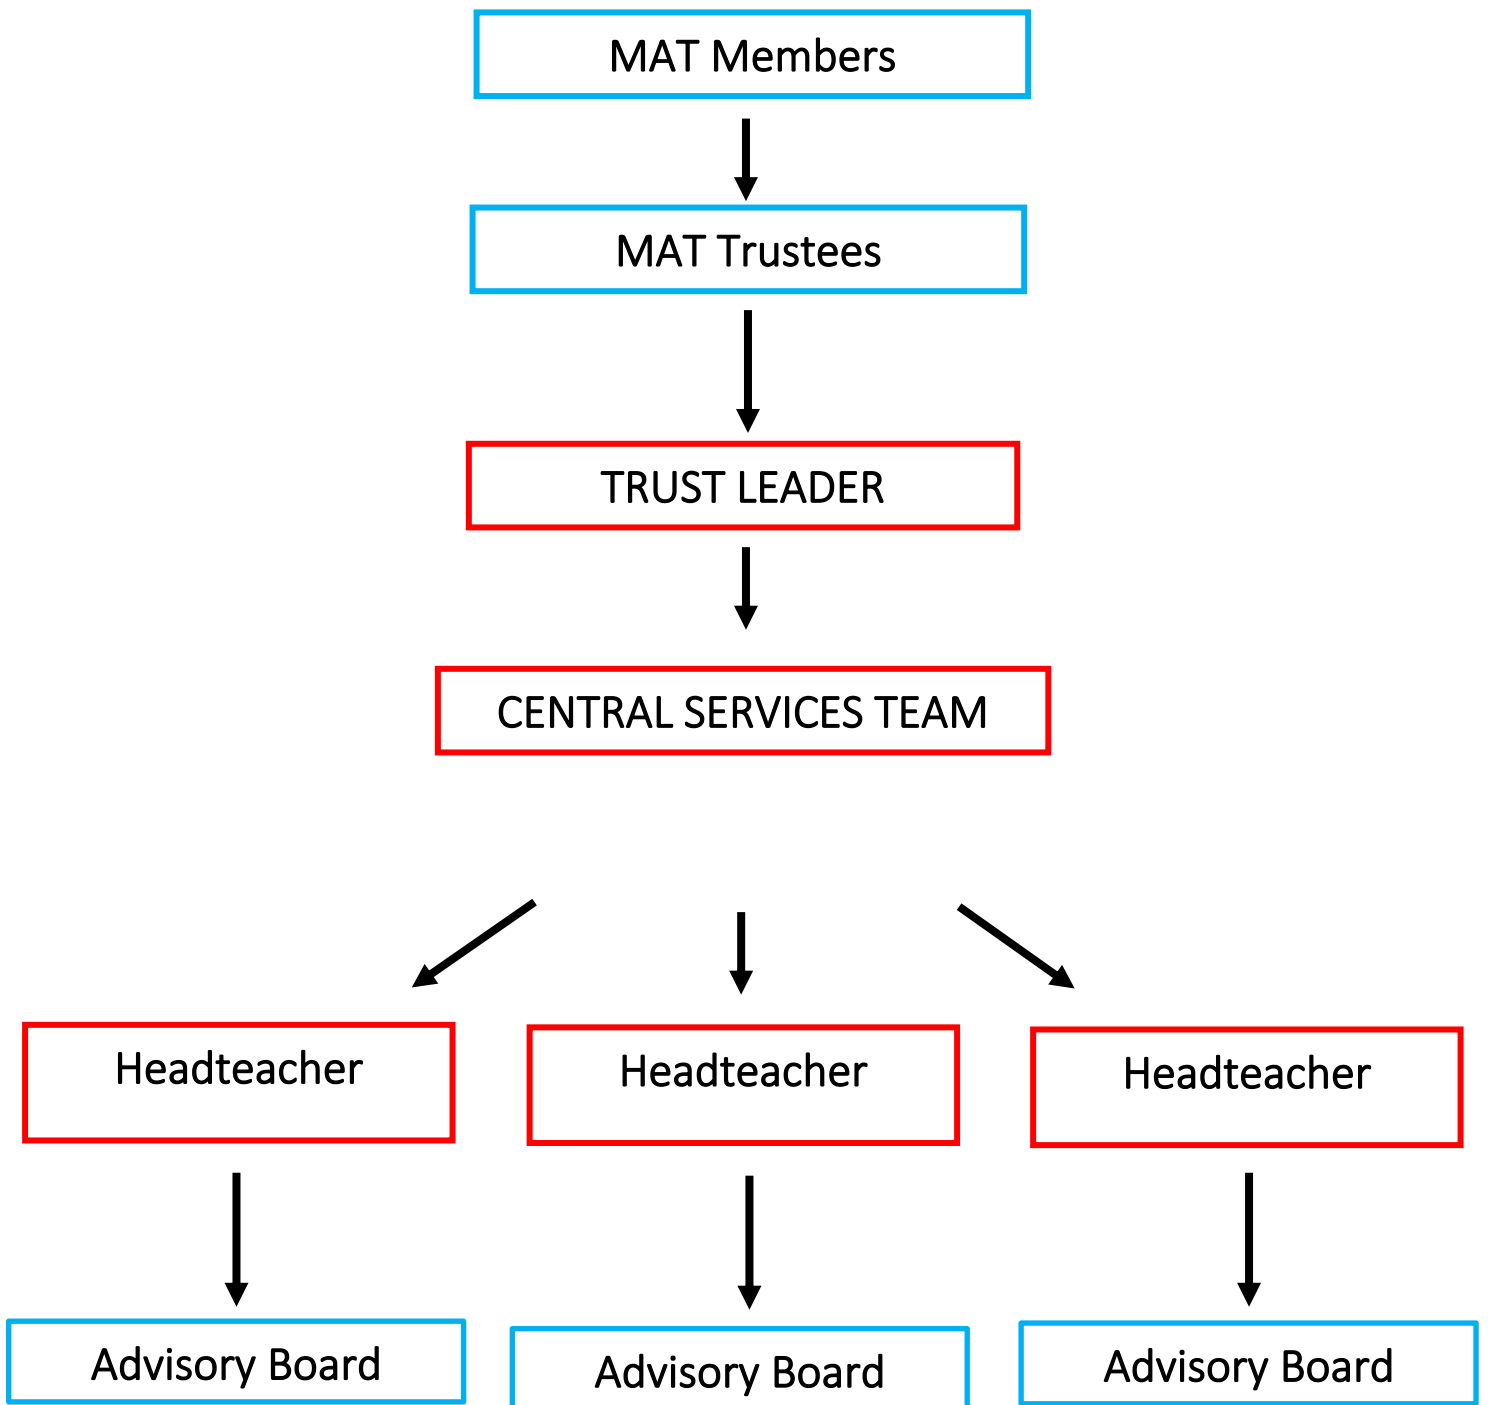 MAT Members
MAT Trustees
TRUST LEADER
CENTRAL SERVICES TEAM
Headteacher
Headteacher
Headteacher
Advisory Board
Advisory Board
Advisory Board